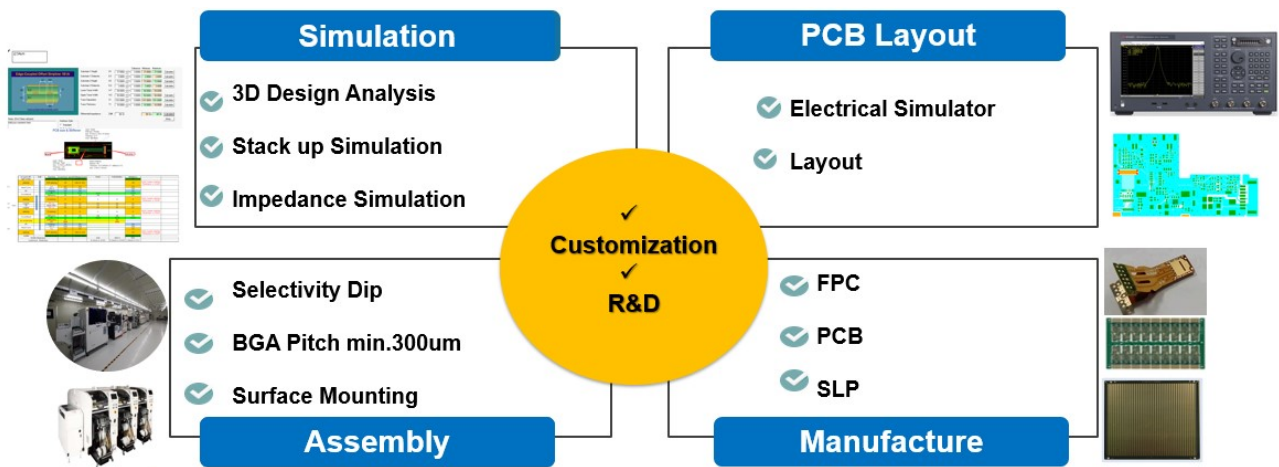 Simulation
3D Design Analysis
Stack up Simulation
Impedance Simulation
PCB Layout
Electrical Simulator
Layout
Customization
R&D
Selectivity Dip
BGA Pitch min.300um
Surface Mounting
Assembly
FPC
PCB
SLP
Manufacture